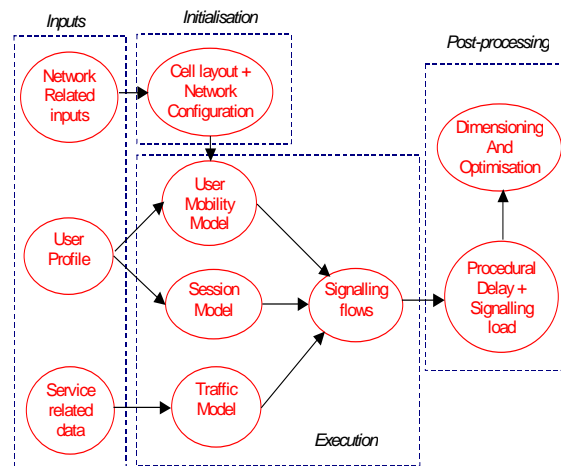 Inputs
Initialisation
Post-processing
Network
Related
inputs
Cell layout +
Network
Configuration
Dimensioning
And
Optimisation
User
Mobility
Model
User
Profile
Session
Model
Signalling
flows
Procedural
Delay +
Signalling
load
Service
related
data
Traffic
Model
Execution